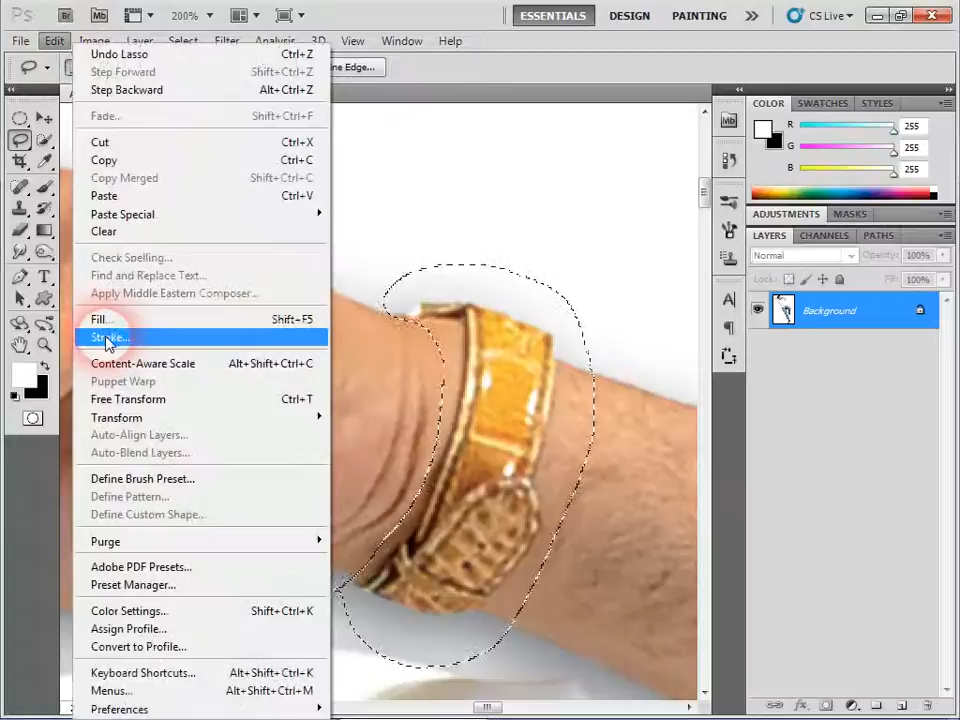 Ps Br Mb 200% ESSENTIALS DESIGN PAINTING CS Live
File Edit Image Layer Select Filter Analysis 3D View Window Help
ne Edge...
Undo Lasso Ctrl+Z
Step Forward Shift+Ctrl+Z
Step Backward Alt+Ctrl+Z
Fade... Shift+Ctrl+F
Cut Ctrl+X
Copy Ctrl+C
Copy Merged Shift+Ctrl+C
Paste Ctrl+V
Paste Special
Clear
Check Spelling...
Find and Replace Text...
Apply Middle Eastern Composer...
Fill... Shift+F5
Stroke...
Content-Aware Scale Alt+Shift+Ctrl+C
Puppet Warp
Free Transform Ctrl+T
Transform
Auto-Align Layers...
Auto-Blend Layers...
Define Brush Preset...
Define Pattern...
Define Custom Shape...
Purge
Adobe PDF Presets...
Preset Manager...
Color Settings... Shift+Ctrl+K
Assign Profile...
Convert to Profile...
Keyboard Shortcuts... Alt+Shift+Ctrl+K
Menus... Alt+Shift+Ctrl+M
Preferences
Mb
COLOR SWATCHES STYLES
R 255
G 255
B 255
ADJUSTMENTS MASKS
LAYERS CHANNELS PATHS
Normal Opacity: 100%
Lock: Fill: 100%
Background